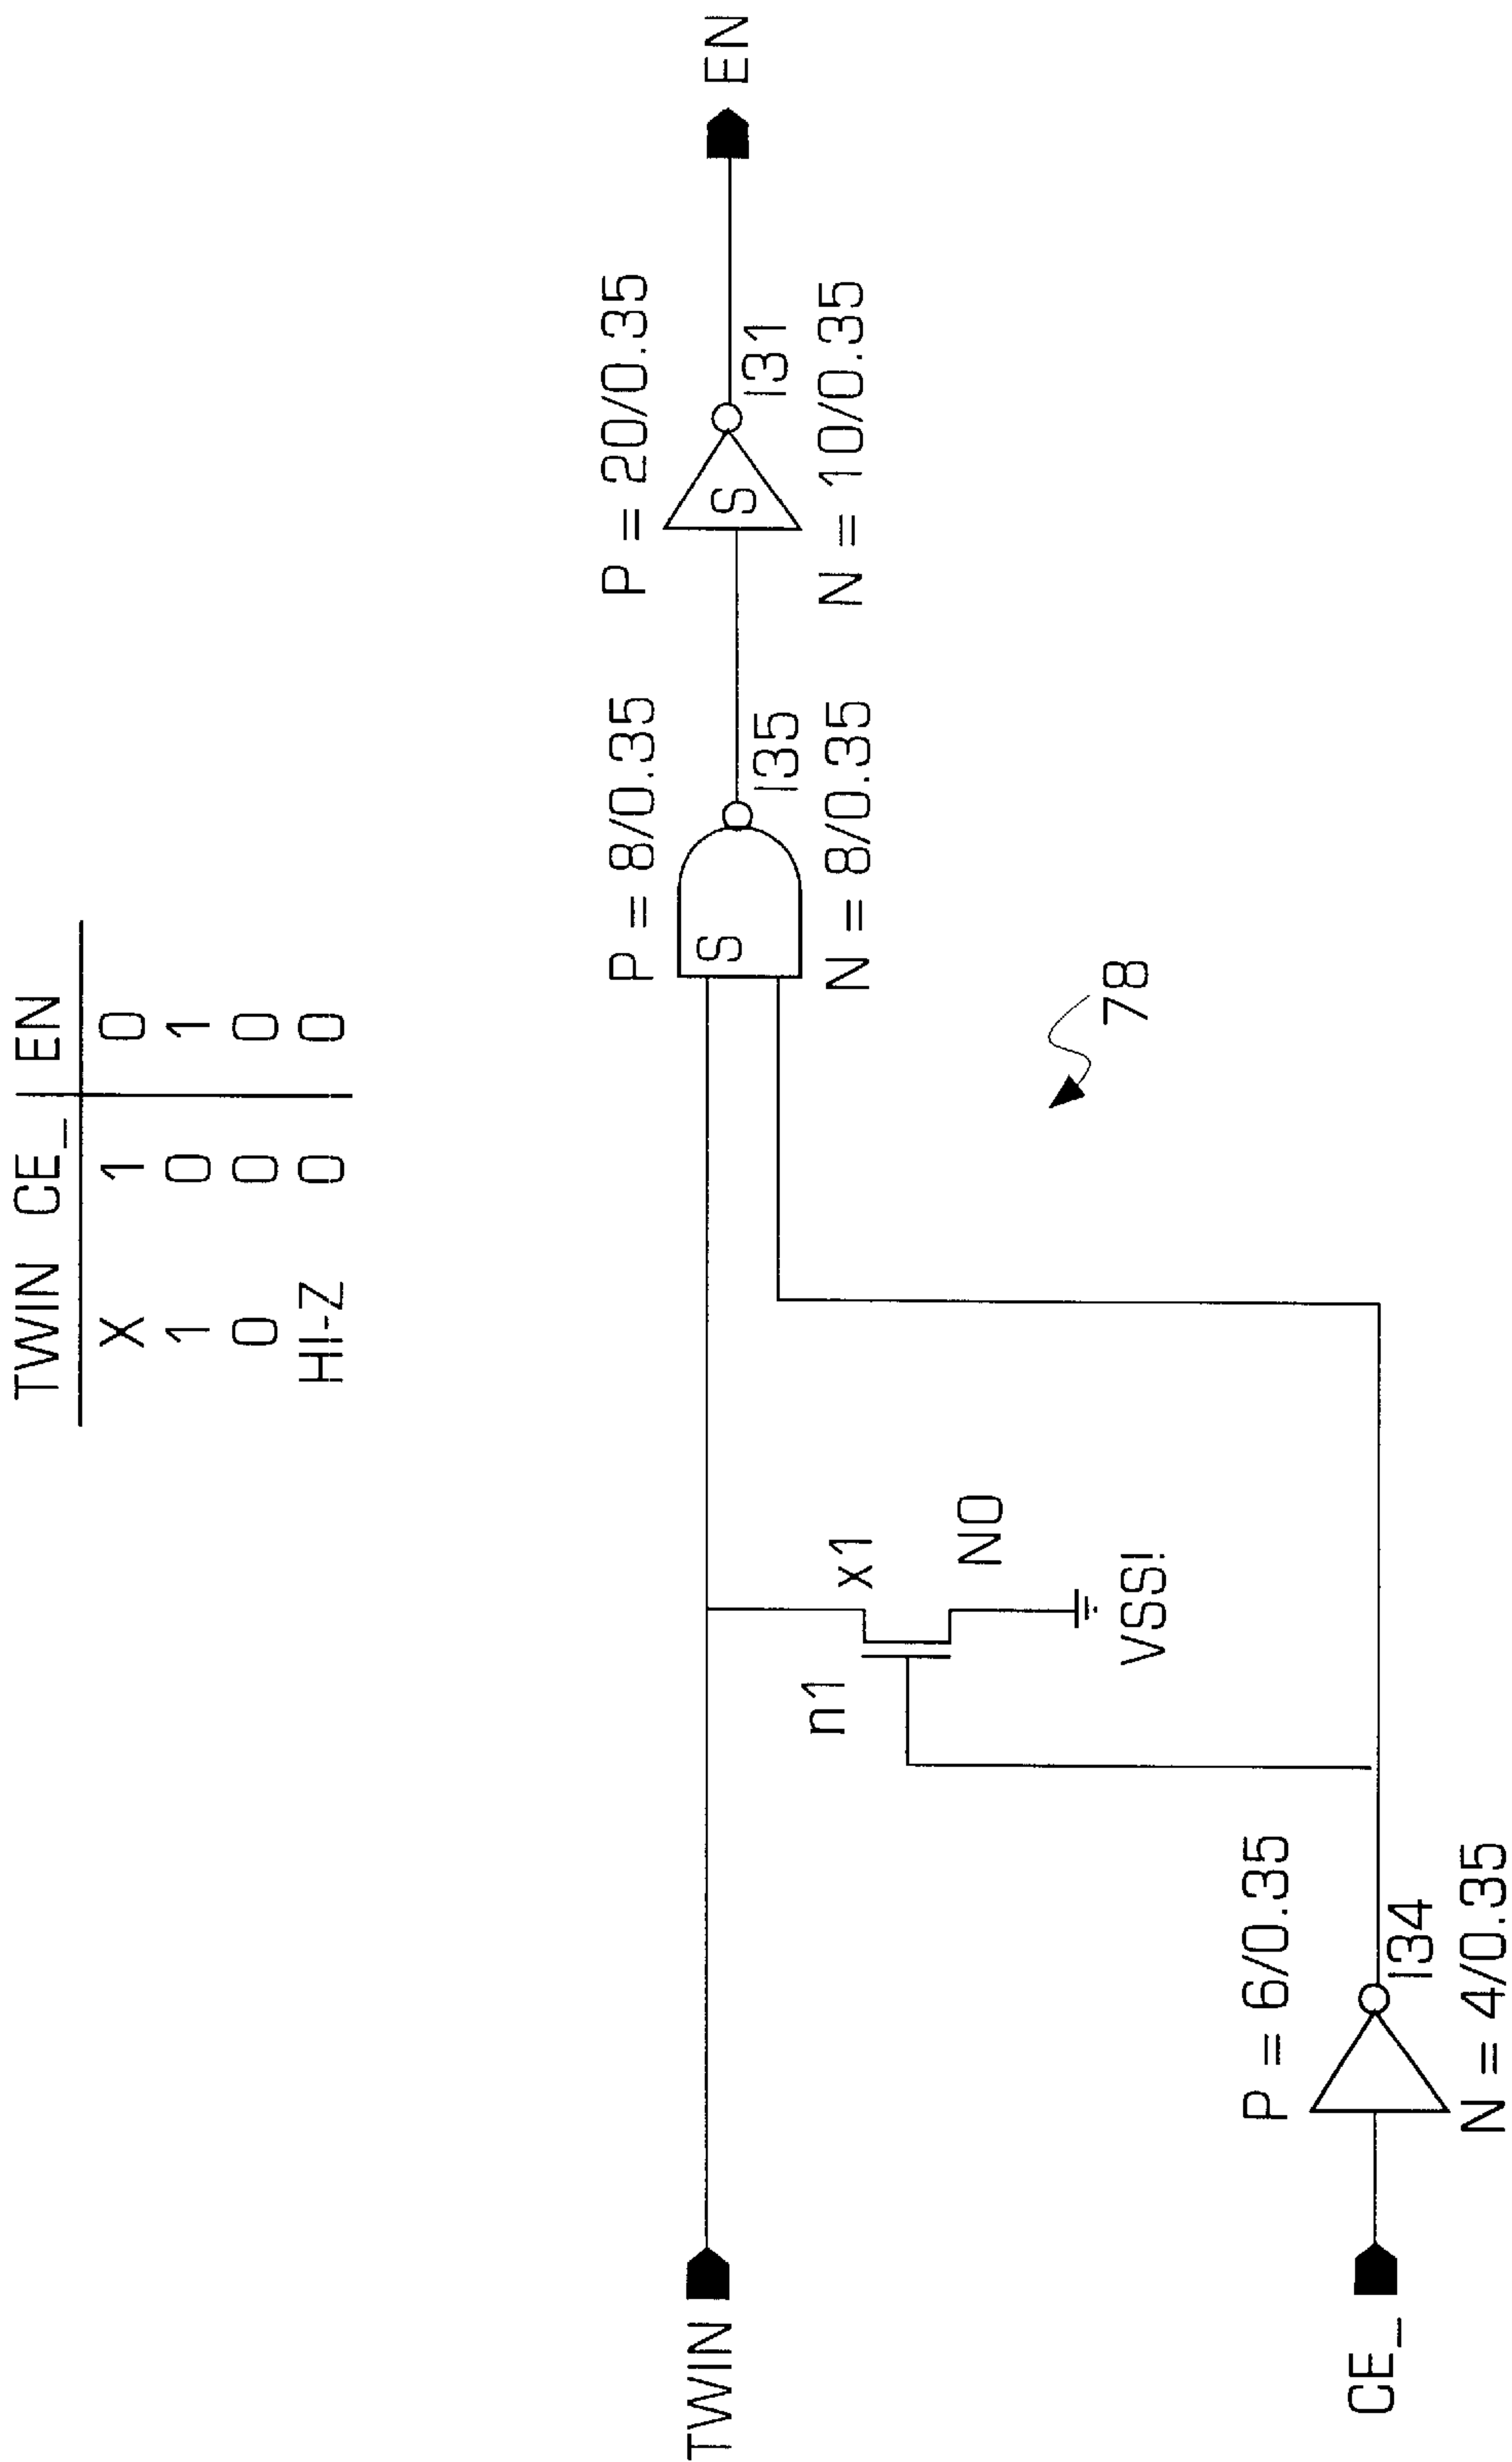 TWIN CE_ EN
X 1 0
1 0 1
0 0 0
HI-Z 0 0
TWIN
P = 8/0.35
S
I35
N = 8/0.35
P = 20/0.35
S
I31
N = 10/0.35
EN
n1
x1
N0
VSS!
78
CE_
P = 6/0.35
I34
N = 4/0.35